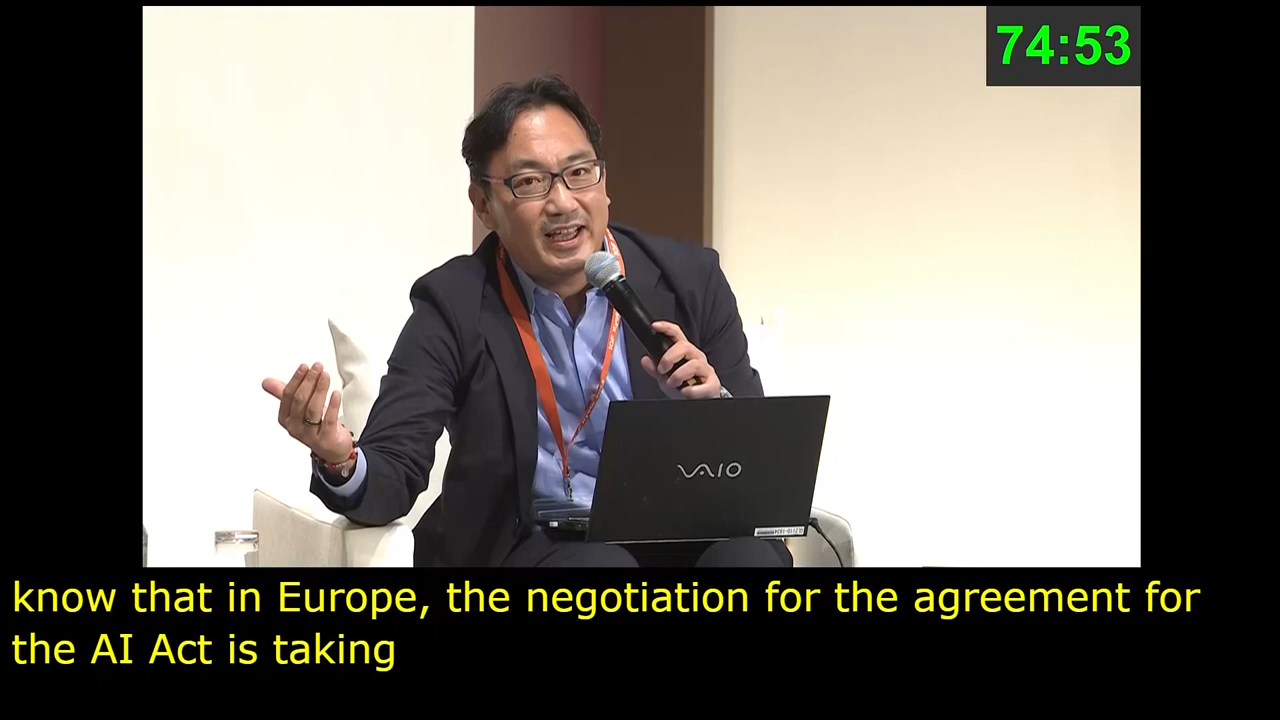 74:53
VAIO
know that in Europe, the negotiation for the agreement for
the AI Act is taking